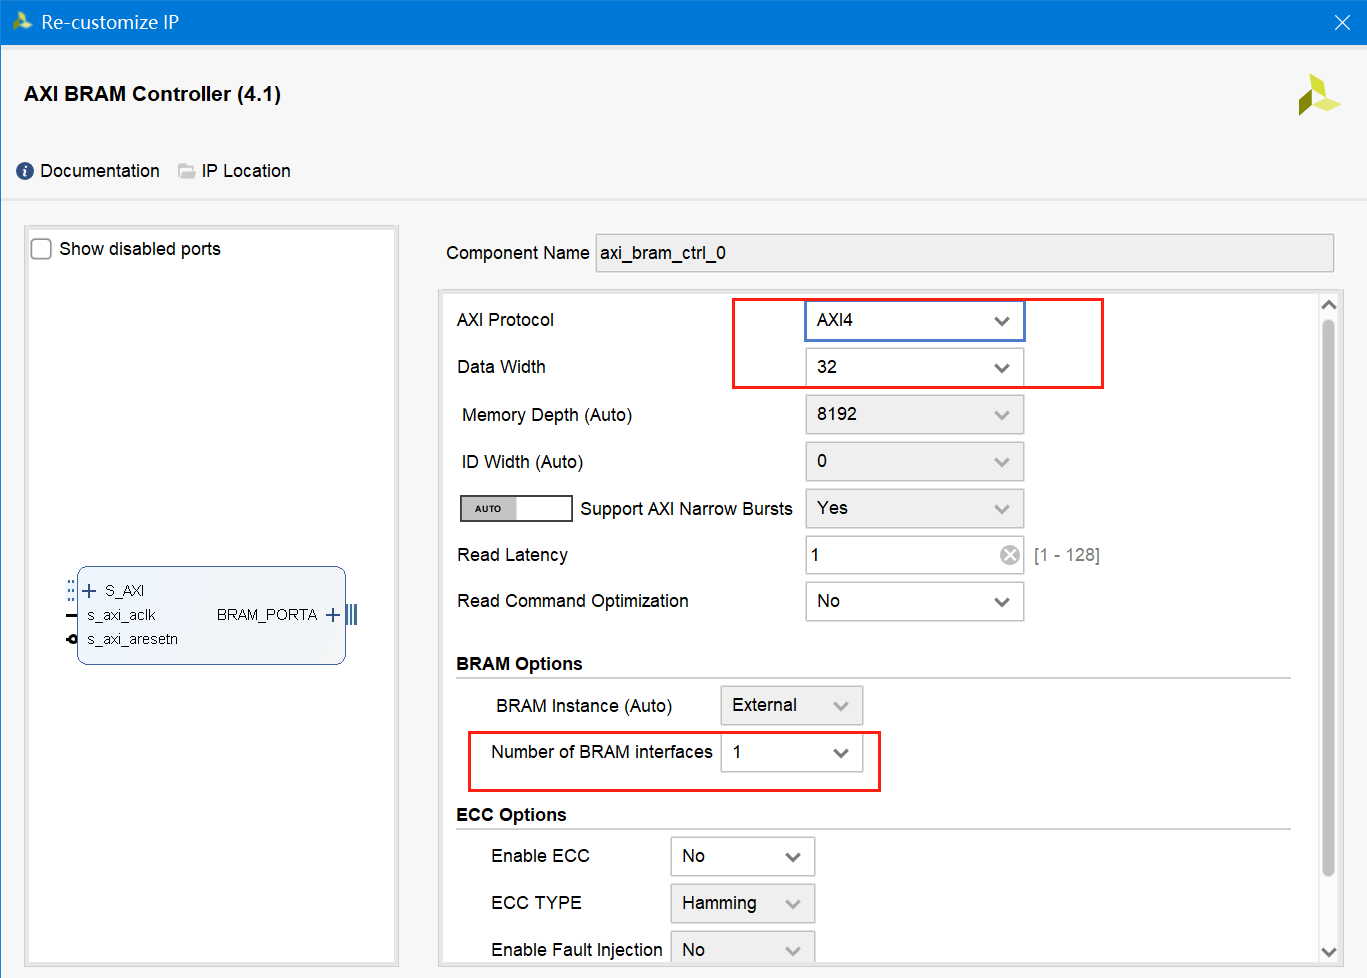 Re-customize IP
AXI BRAM Controller (4.1)
Documentation IP Location
Show disabled ports
S_AXI
s_axi_aclk BRAM_PORTA
s_axi_aresetn
Component Name axi_bram_ctrl_0
AXI Protocol AXI4
Data Width 32
Memory Depth (Auto) 8192
ID Width (Auto) 0
AUTO Support AXI Narrow Bursts Yes
Read Latency 1 [1 - 128]
Read Command Optimization No
BRAM Options
BRAM Instance (Auto) External
Number of BRAM interfaces 1
ECC Options
Enable ECC No
ECC TYPE Hamming
Enable Fault Injection No